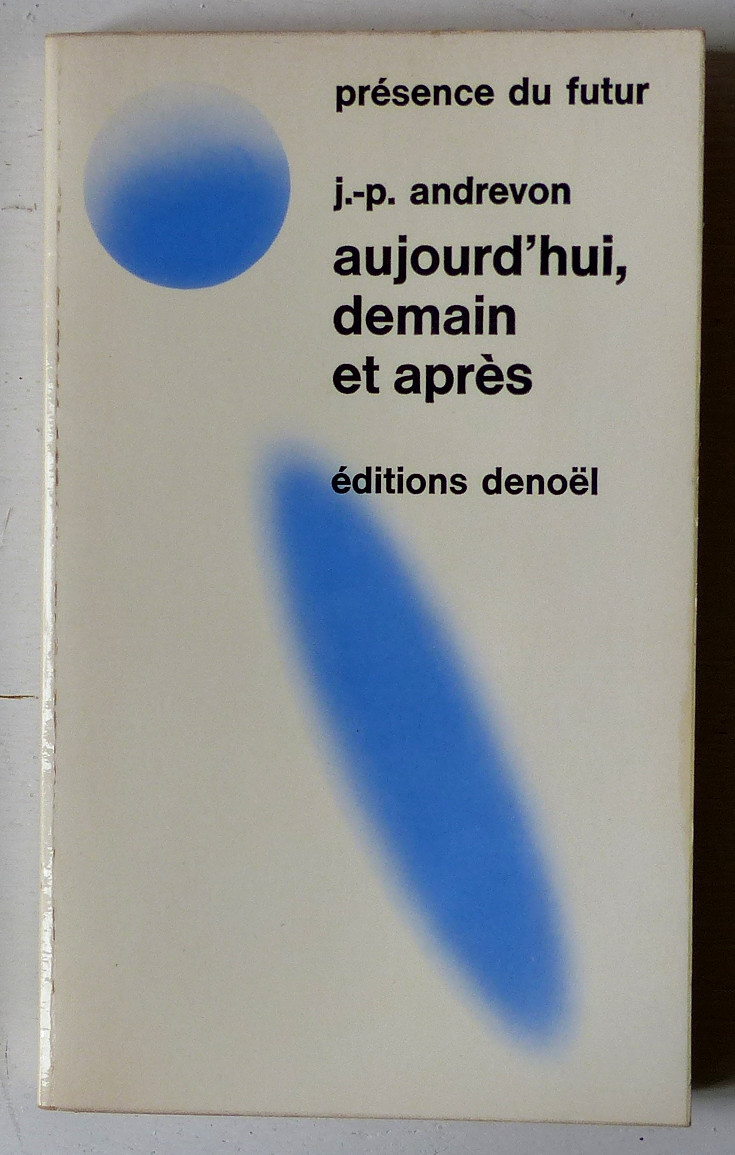 présence du futur
j.-p. andrevon
aujourd'hui,
demain
et après
éditions denoël